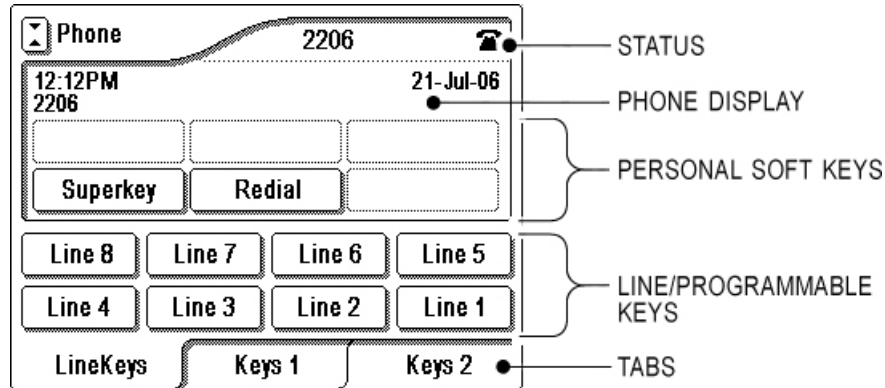 Phone 2206
STATUS
12:12PM 21-Jul-06
2206
PHONE DISPLAY
PERSONAL SOFT KEYS
Superkey Redial
Line 8 Line 7 Line 6 Line 5
Line 4 Line 3 Line 2 Line 1
LINE/PROGRAMMABLE
KEYS
LineKeys Keys 1 Keys 2
TABS